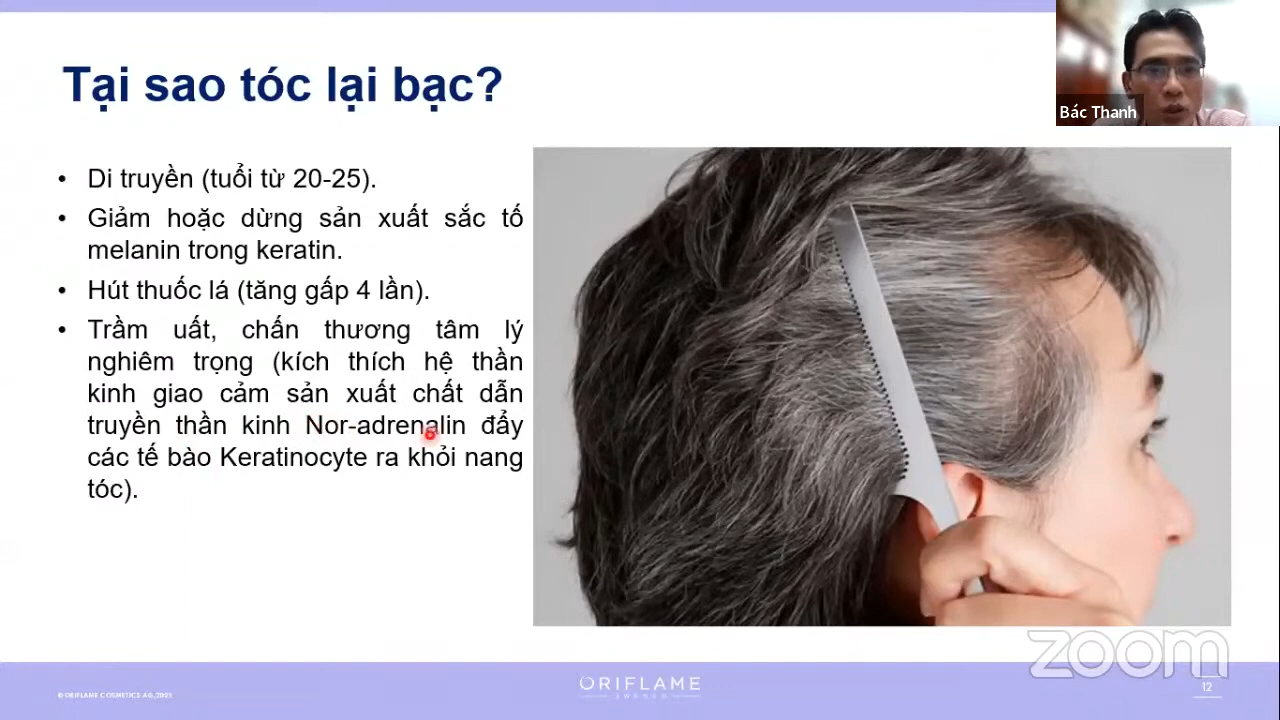 Tại sao tóc lại bạc?
Bác Thanh
• Di truyền (tuổi từ 20-25).
• Giảm hoặc dừng sản xuất sắc tố
melanin trong keratin.
• Hút thuốc lá (tăng gấp 4 lần).
• Trầm uất, chấn thương tâm lý
nghiêm trọng (kích thích hệ thần
kinh giao cảm sản xuất chất dẫn
truyền thần kinh Nor-adrenalin đẩy
các tế bào Keratinocyte ra khỏi nang
tóc).
zoom
©ORIFLAME COSMETICS AG, 2021
ORIFLAME
SWEDEN
12